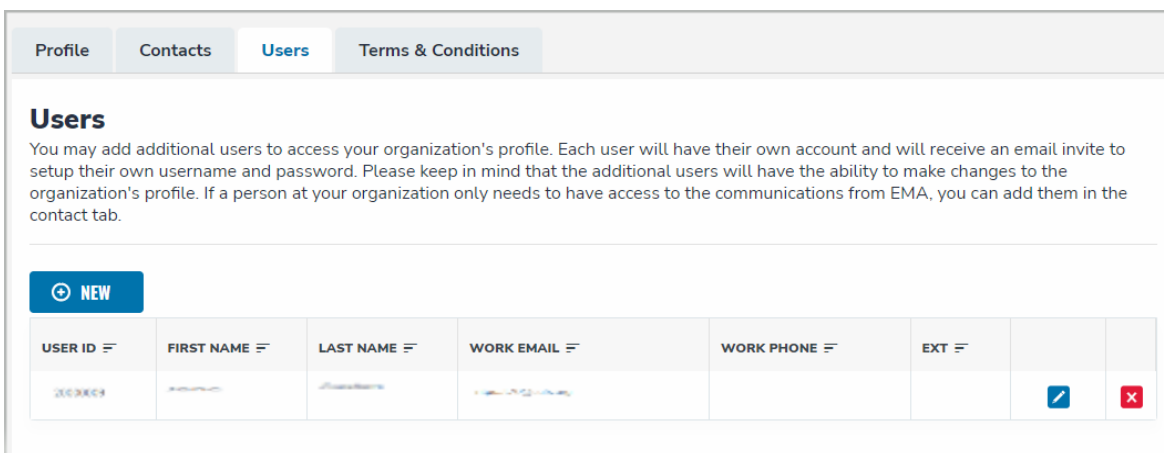 Profile Contacts Users Terms & Conditions
Users
You may add additional users to access your organization's profile. Each user will have their own account and will receive an email invite to
setup their own username and password. Please keep in mind that the additional users will have the ability to make changes to the
organization's profile. If a person at your organization only needs to have access to the communications from EMA, you can add them in the
contact tab.
NEW
USER ID FIRST NAME LAST NAME WORK EMAIL WORK PHONE EXT